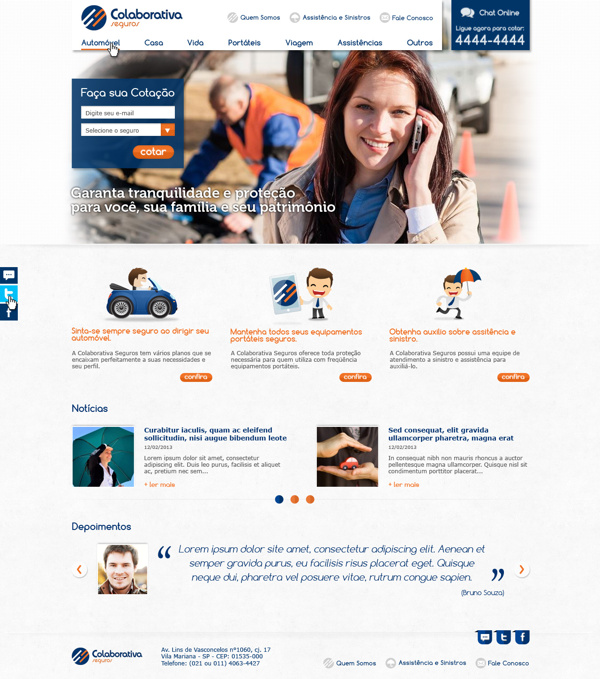 Colaborativa
seguros
Quem Somos
Assistência e Sinistros
Fale Conosco
Chat Online
Ligue agora para cotar:
4444-4444
Automóvel
Casa
Vida
Portáteis
Viagem
Assistências
Outros
Faça sua Cotação
Digite seu e-mail
Selecione o seguro
cotar
Garanta tranquilidade e proteção
para você, sua família e seu patrimônio
Sinta-se sempre seguro ao dirigir seu
automóvel.
A Colaborativa Seguros tem vários planos que se
encaixam perfeitamente a suas necessidades e
seu perfil.
confira
Mantenha todos seus equipamentos
portáteis seguros.
A Colaborativa Seguros oferece toda proteção
necessária para quem utiliza com freqüência
equipamentos portáteis.
confira
Obtenha auxílio sobre assitência e
sinistro.
A Colaborativa Seguros possui uma equipe de
atendimento a sinistro e assistência para
auxiliá-lo.
confira
Notícias
Curabitur iaculis, quam ac eleifend
sollicitudin, nisi augue bibendum leote
12/02/2013
Lorem ipsum dolor sit amet, consectetur
adipiscing elit. Duis leo purus, facilisis et aliquet
ac, pretium nec sem...
+ ler mais
Sed consequat, elit gravida
ullamcorper pharetra, magna erat
12/02/2013
In consequat nibh non mauris rhoncus a auctor
pellentesque magna ullamcorper. Quisque nisl sit
condimentum porttitor placerat...
+ ler mais
Depoimentos
“ Lorem ipsum dolor site amet, consectetur adipiscing elit. Aenean et
semper gravida purus, eu facilisis risus placerat eget. Quisque
neque dui, pharetra vel posuere vitae, rutrum congue sapien. ”
(Bruno Souza)
Colaborativa
seguros
Av. Lins de Vasconcelos nº1060, cj. 17
Vila Mariana - SP - CEP: 01535-000
Telefone: (021 ou 011) 4063-4427
Quem Somos
Assistência e Sinistros
Fale Conosco